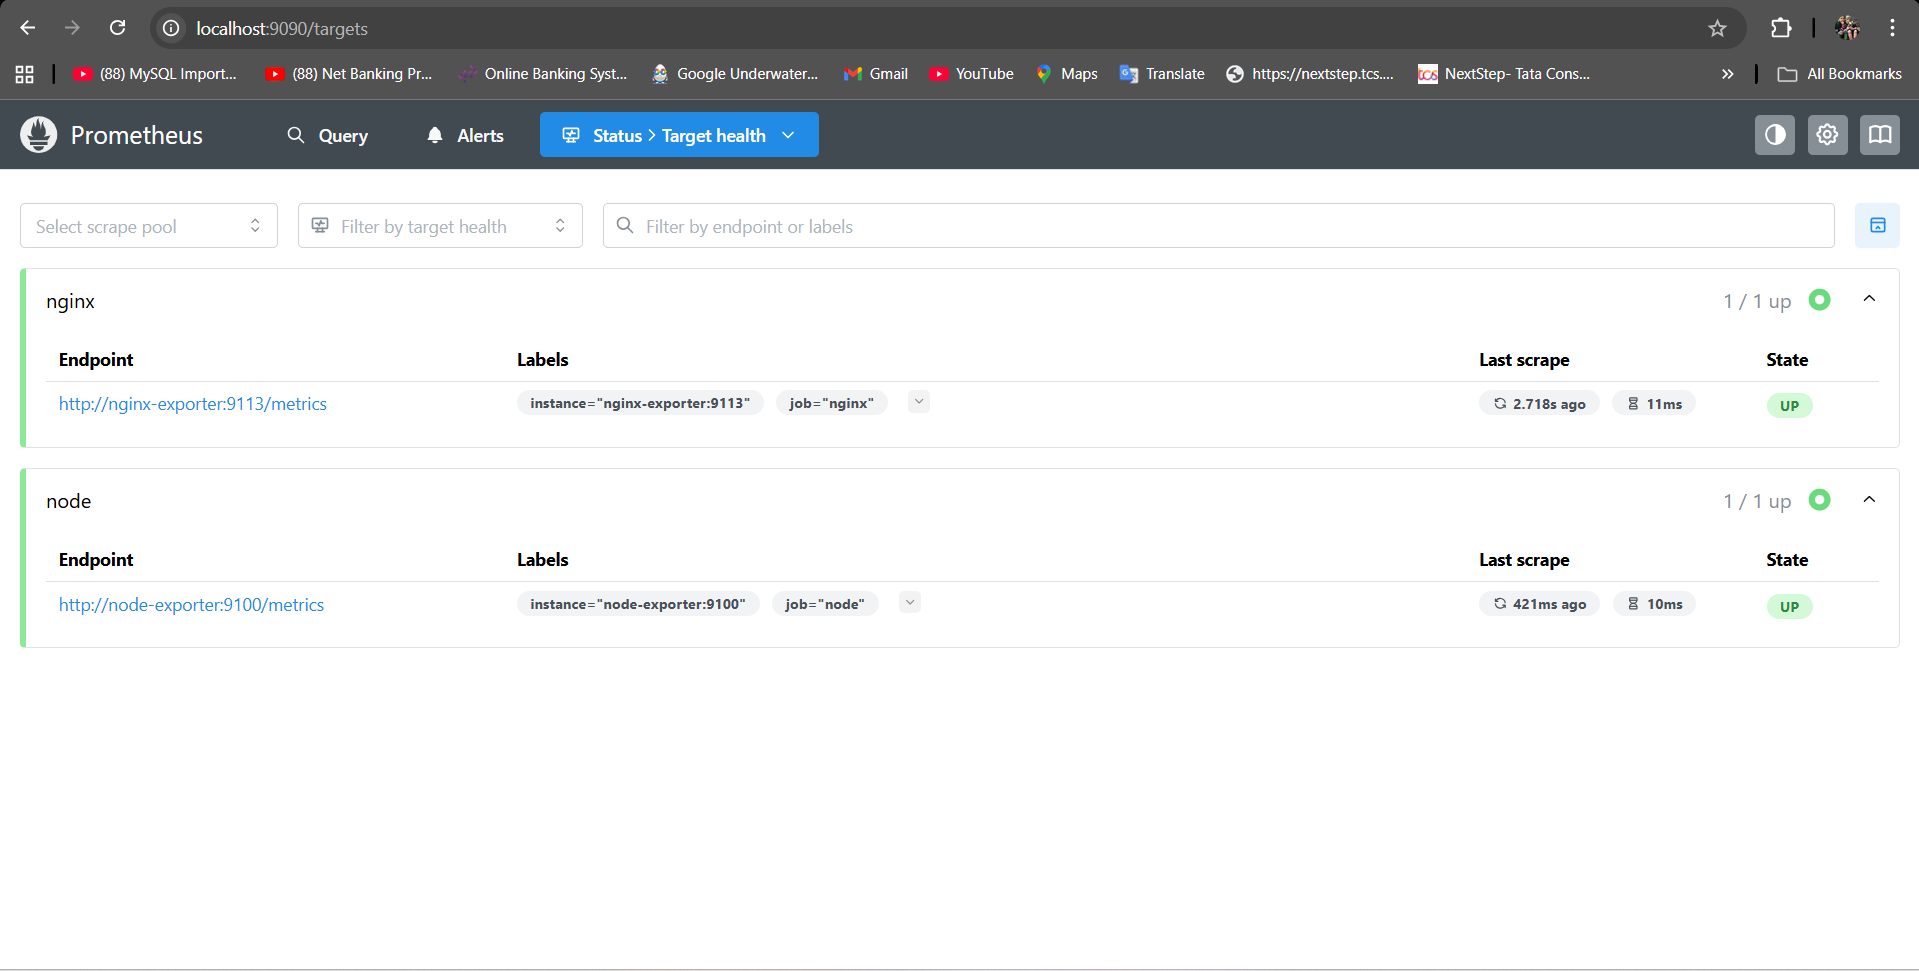 localhost:9090/targets
(88) MySQL Import... (88) Net Banking Pr... Online Banking Syst... Google Underwater... Gmail YouTube Maps Translate https://nextstep.tcs.... tcs NextStep- Tata Cons... » All Bookmarks
Prometheus Query Alerts Status > Target health
Select scrape pool Filter by target health Filter by endpoint or labels
nginx 1 / 1 up
Endpoint Labels Last scrape State
http://nginx-exporter:9113/metrics instance="nginx-exporter:9113" job="nginx" 2.718s ago 11ms UP
node 1 / 1 up
Endpoint Labels Last scrape State
http://node-exporter:9100/metrics instance="node-exporter:9100" job="node" 421ms ago 10ms UP